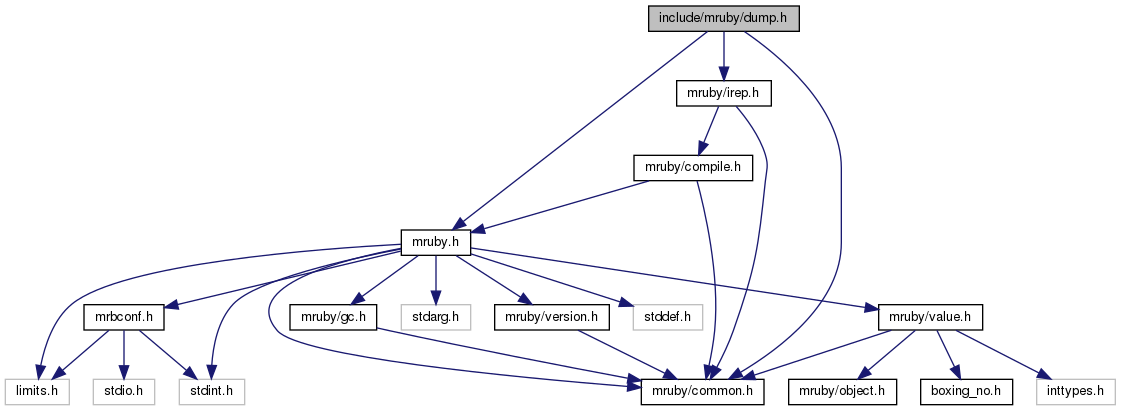 include/mruby/dump.h
mruby/irep.h
mruby/compile.h
mruby.h
mrbconf.h
mruby/gc.h
stdarg.h
mruby/version.h
stddef.h
mruby/value.h
limits.h
stdio.h
stdint.h
mruby/common.h
mruby/object.h
boxing_no.h
inttypes.h